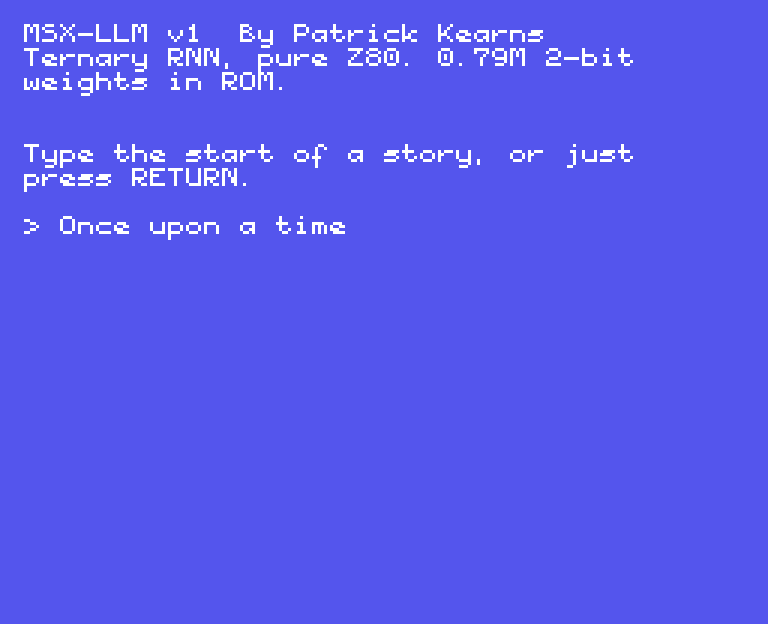 MSX-LLM v1  By Patrick Kearns
Ternary RNN, pure Z80. 0.79M 2-bit
weights in ROM.
Type the start of a story, or just
press RETURN.
> Once upon a time